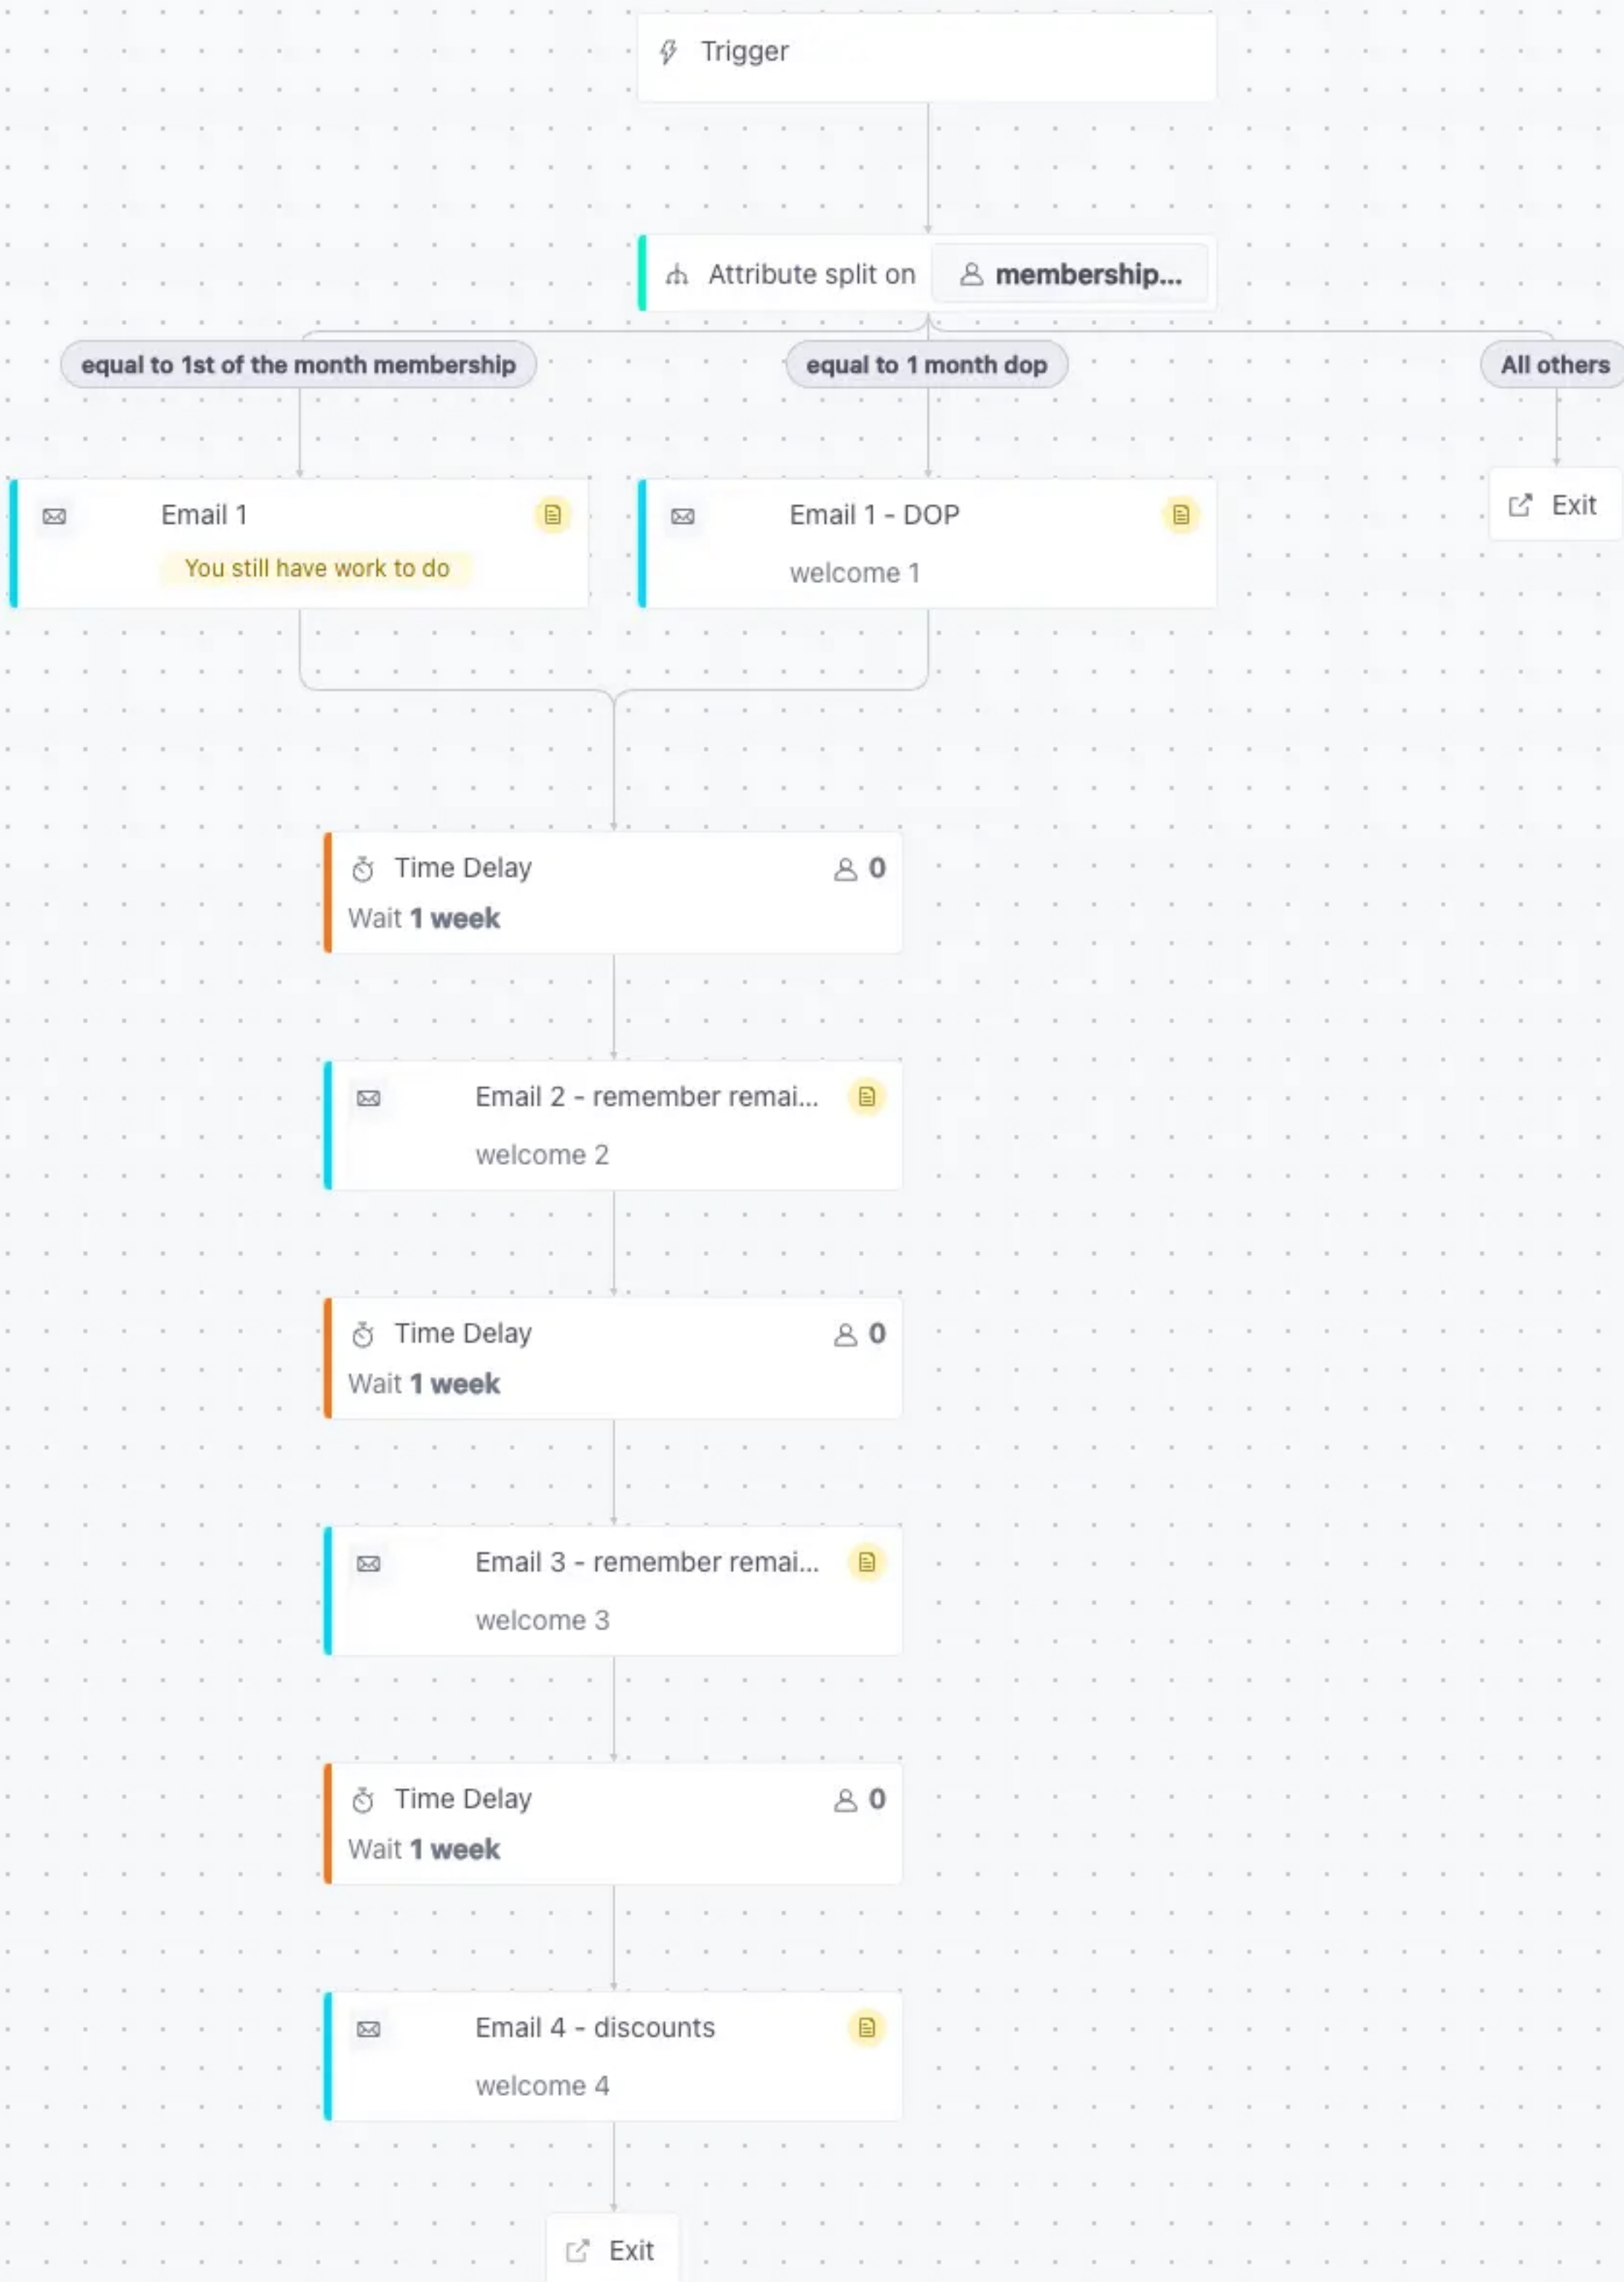 Trigger
Attribute split on membership...
equal to 1st of the month membership
equal to 1 month dop
All others
Email 1
You still have work to do
Email 1 - DOP
welcome 1
Exit
Time Delay 0
Wait 1 week
Email 2 - remember remai...
welcome 2
Time Delay 0
Wait 1 week
Email 3 - remember remai...
welcome 3
Time Delay 0
Wait 1 week
Email 4 - discounts
welcome 4
Exit